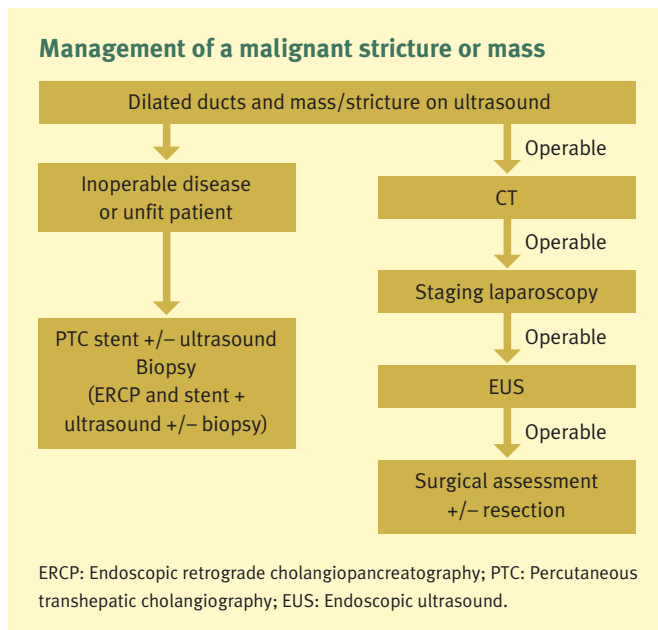 Management of a malignant stricture or mass
Dilated ducts and mass/stricture on ultrasound
Inoperable disease
or unfit patient
PTC stent +/– ultrasound
Biopsy
(ERCP and stent +
ultrasound +/– biopsy)
Operable
CT
Operable
Staging laparoscopy
Operable
EUS
Operable
Surgical assessment
+/– resection
ERCP: Endoscopic retrograde cholangiopancreatography; PTC: Percutaneous
transhepatic cholangiography; EUS: Endoscopic ultrasound.